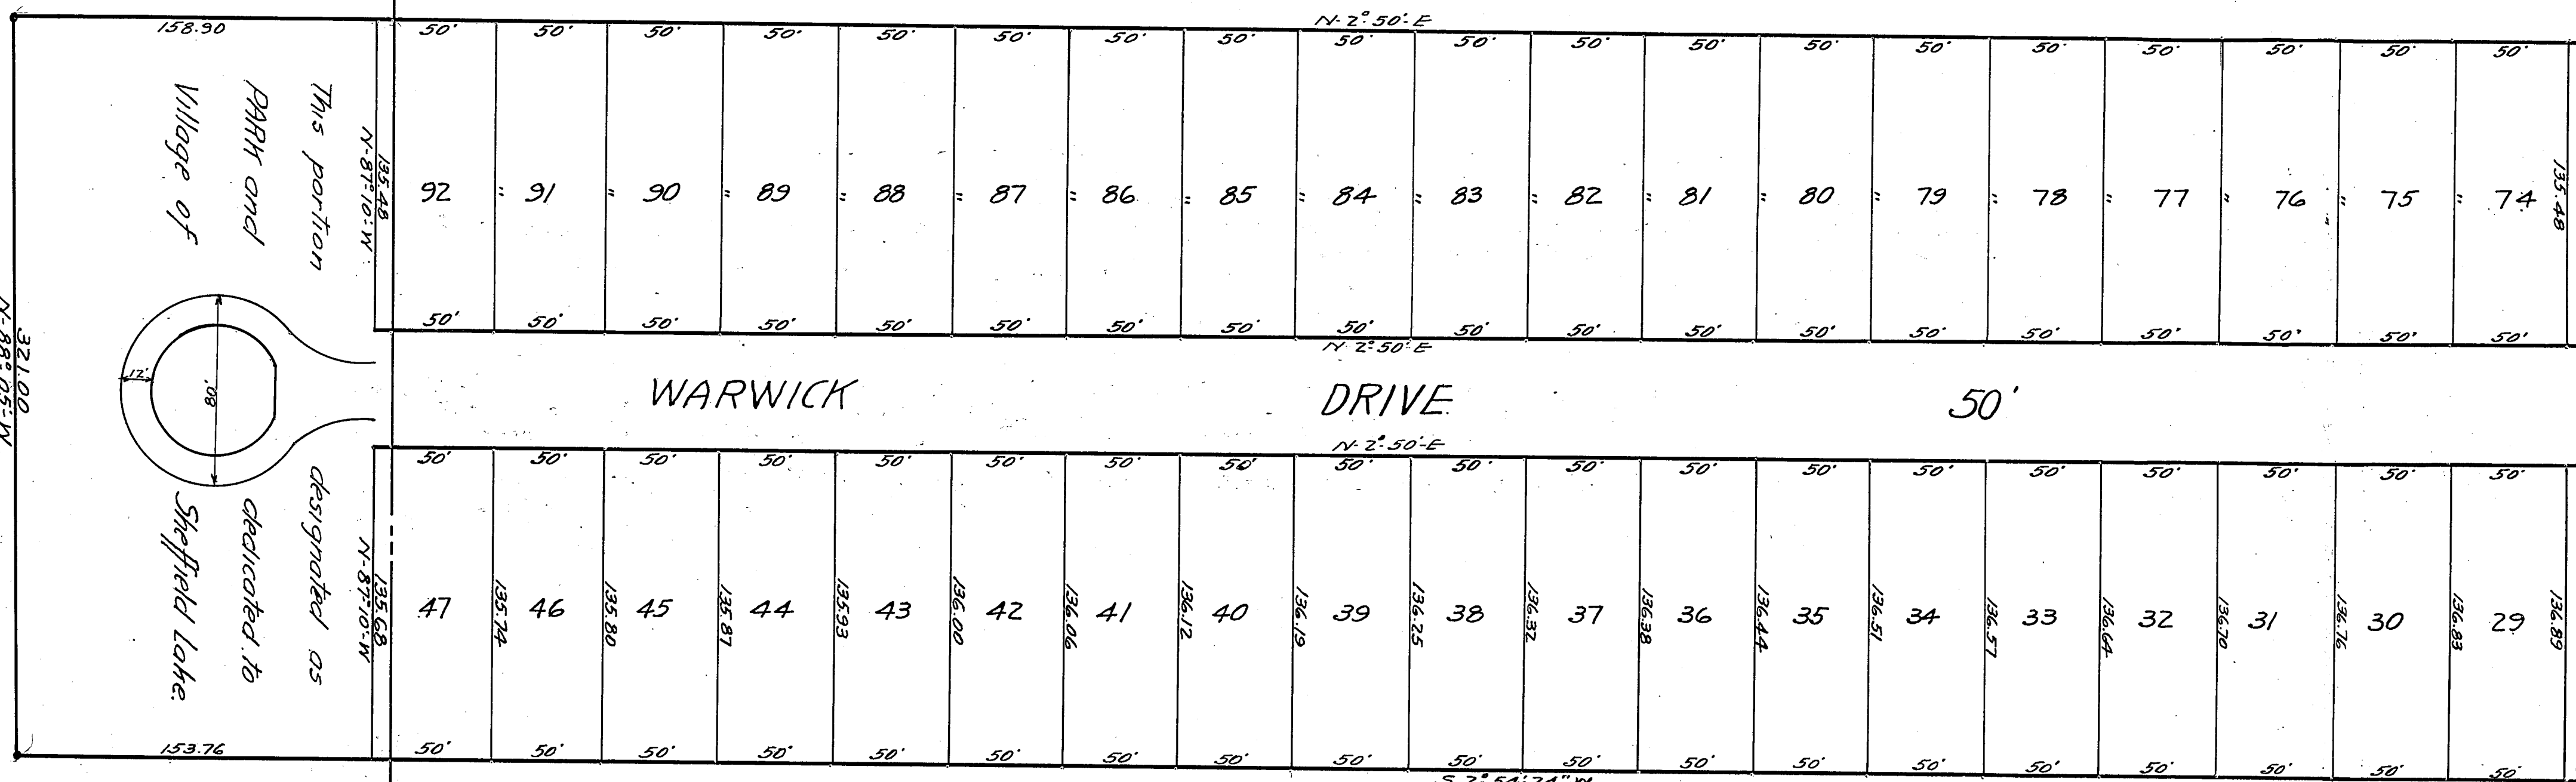 N-2°-50'-E
158.90
50' 50' 50' 50' 50' 50' 50' 50' 50' 50' 50' 50' 50' 50' 50' 50' 50' 50' 50'
This portion designated as
PARK and dedicated to
Village of Sheffield Lake.
135.48
N-87°-10'-W
92 " 91 " 90 " 89 " 88 " 87 " 86 " 85 " 84 " 83 " 82 " 81 " 80 " 79 " 78 " 77 " 76 " 75 " 74 135.48
50' 50' 50' 50' 50' 50' 50' 50' 50' 50' 50' 50' 50' 50' 50' 50' 50' 50' 50'
N-2°-50'-E
321.00
N-88°-05'-W
12'
80'
WARWICK DRIVE 50'
N-2°-50'-E
50' 50' 50' 50' 50' 50' 50' 50' 50' 50' 50' 50' 50' 50' 50' 50' 50' 50' 50'
135.68
N-87°-10'-W
47 135.74 46 135.80 45 135.87 44 135.93 43 136.00 42 136.06 41 136.12 40 136.19 39 136.25 38 136.32 37 136.38 36 136.44 35 136.51 34 136.57 33 136.64 32 136.70 31 136.76 30 136.83 29 136.89
153.76
50' 50' 50' 50' 50' 50' 50' 50' 50' 50' 50' 50' 50' 50' 50' 50' 50' 50' 50'
S 2°-54'-24" W